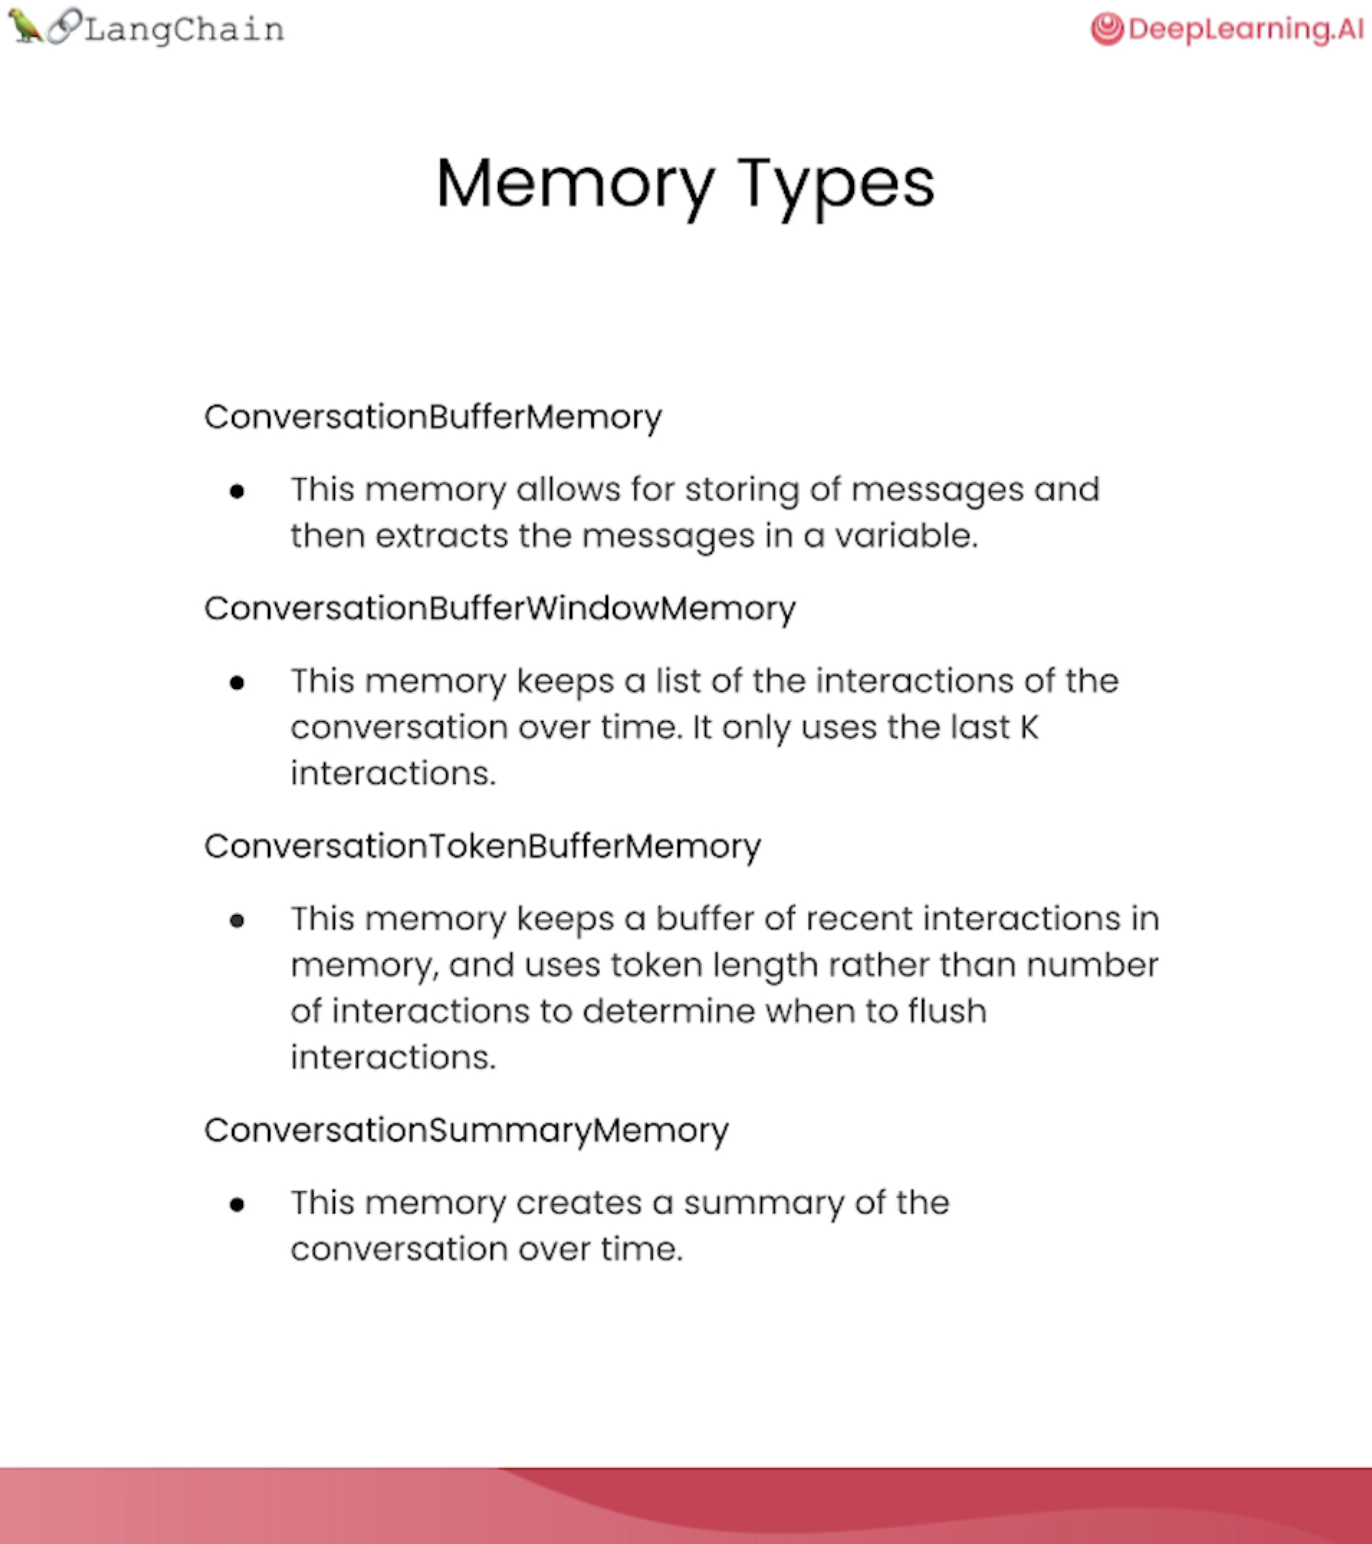 LangChain
DeepLearning.AI
Memory Types
ConversationBufferMemory
● This memory allows for storing of messages and
then extracts the messages in a variable.
ConversationBufferWindowMemory
● This memory keeps a list of the interactions of the
conversation over time. It only uses the last K
interactions.
ConversationTokenBufferMemory
● This memory keeps a buffer of recent interactions in
memory, and uses token length rather than number
of interactions to determine when to flush
interactions.
ConversationSummaryMemory
● This memory creates a summary of the
conversation over time.